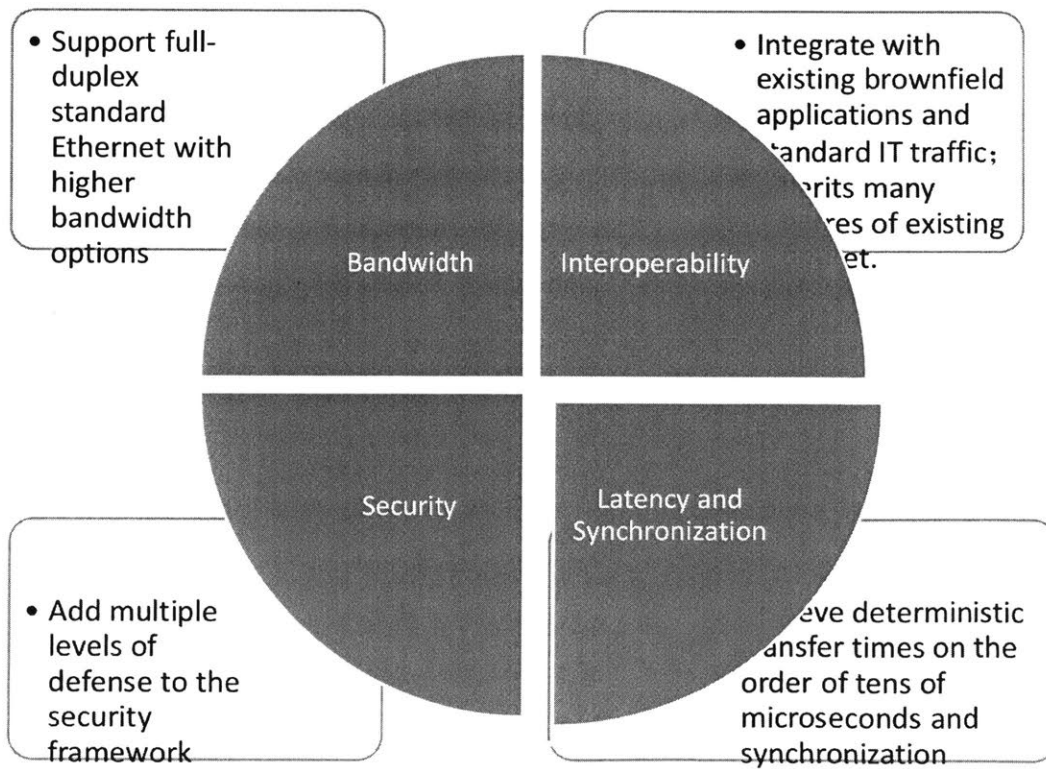 • Support full-
duplex
standard
Ethernet with
higher
bandwidth
options
• Integrate with
existing brownfield
applications and
standard IT traffic;
many
of existing
Bandwidth
Interoperability
Security
Latency and
Synchronization
• Add multiple
levels of
defense to the
security
framework
deterministic
transfer times on the
order of tens of
microseconds and
synchronization